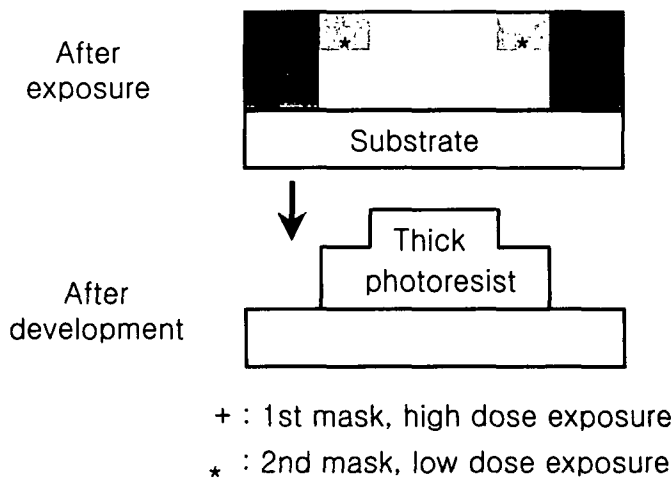 After
exposure
*
*
Substrate
Thick
photoresist
After
development
+ : 1st mask, high dose exposure
* : 2nd mask, low dose exposure